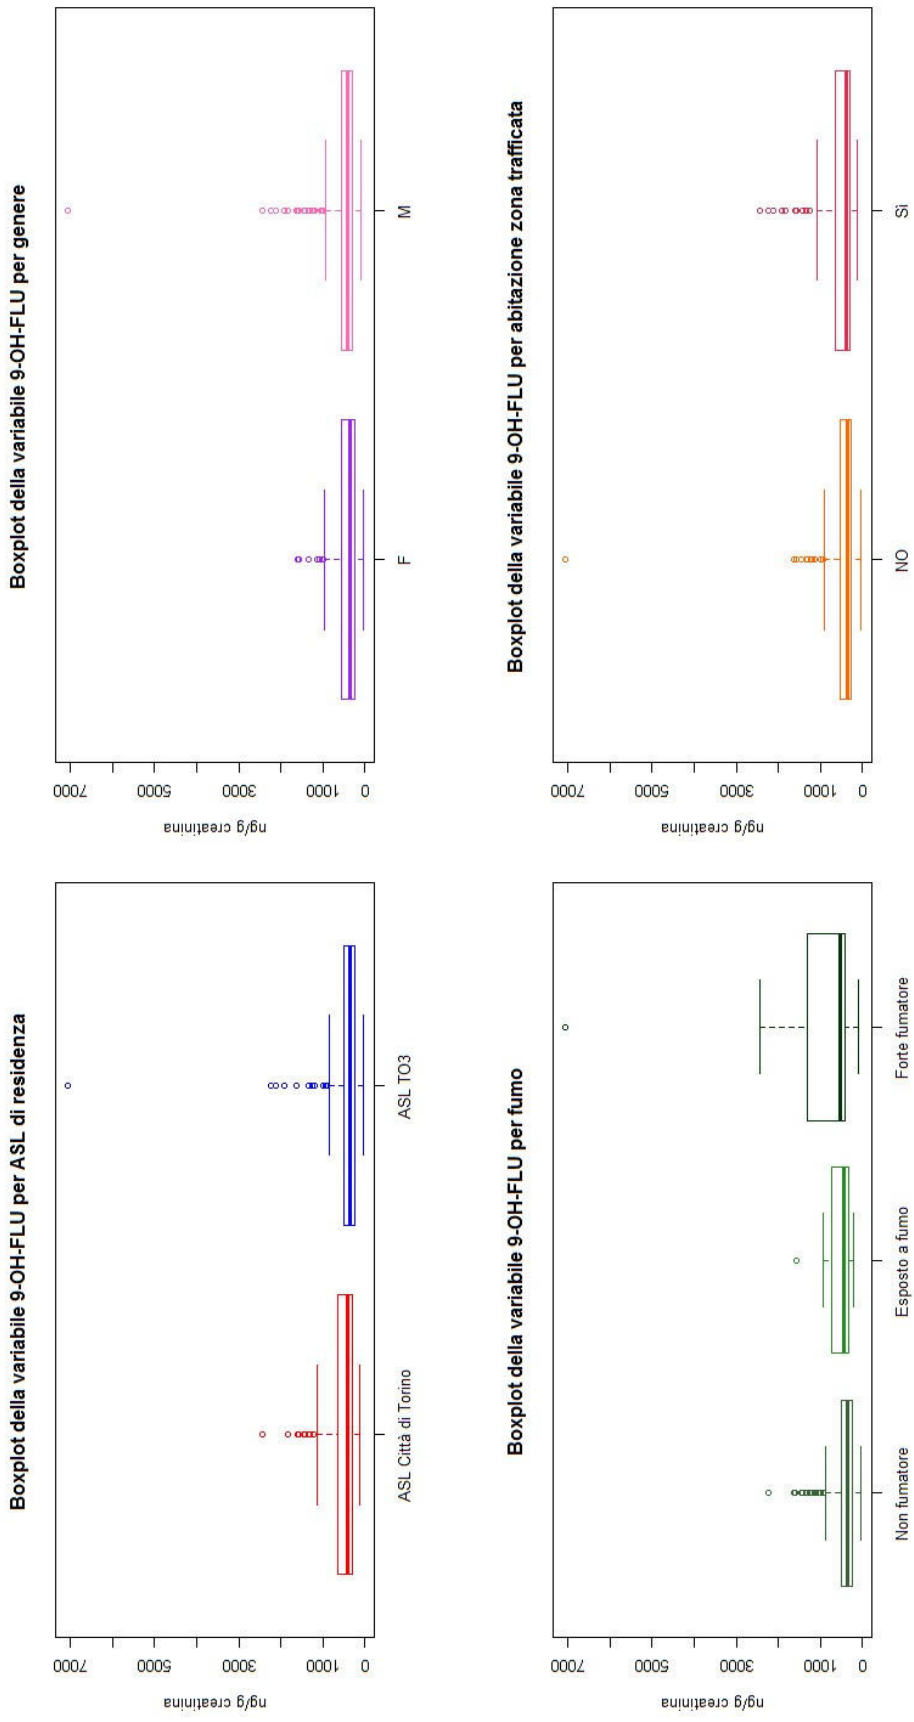 Boxplot della variabile 9-OH-FLU per ASL di residenza
ng/g creatinina
0 1000 3000 5000 7000
ASL Città di Torino ASL TO3
Boxplot della variabile 9-OH-FLU per genere
ng/g creatinina
0 1000 3000 5000 7000
F M
Boxplot della variabile 9-OH-FLU per fumo
ng/g creatinina
0 1000 3000 5000 7000
Non fumatore Esposto a fumo Forte fumatore
Boxplot della variabile 9-OH-FLU per abitazione zona trafficata
ng/g creatinina
0 1000 3000 5000 7000
NO Sì